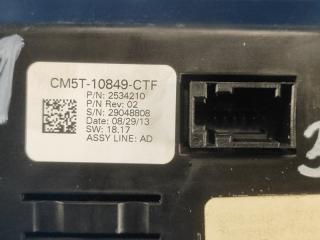 CM5T-10849-CTF
P/N: 2534210
P/N Rev: 02
S/N: 29048808
Date: 08/29/13
SW: 18.17
ASSY LINE: AD